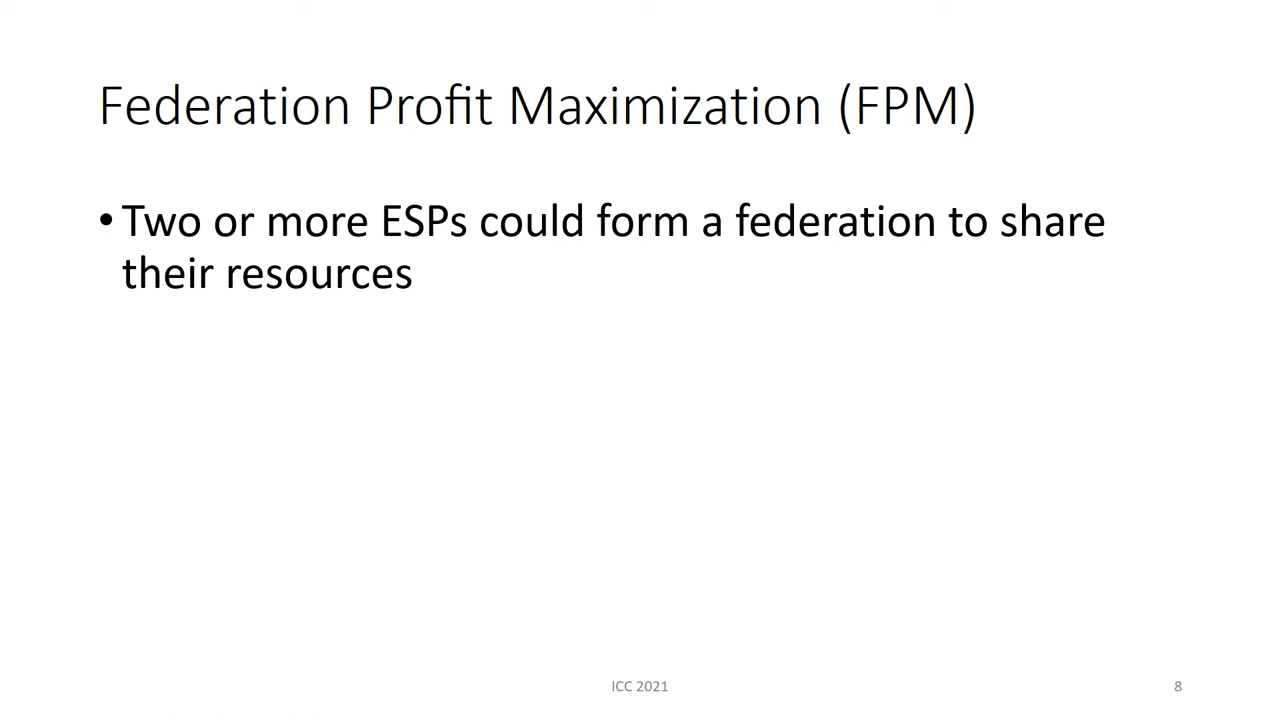 Federation Profit Maximization (FPM)
• Two or more ESPs could form a federation to share
their resources
ICC 2021
8